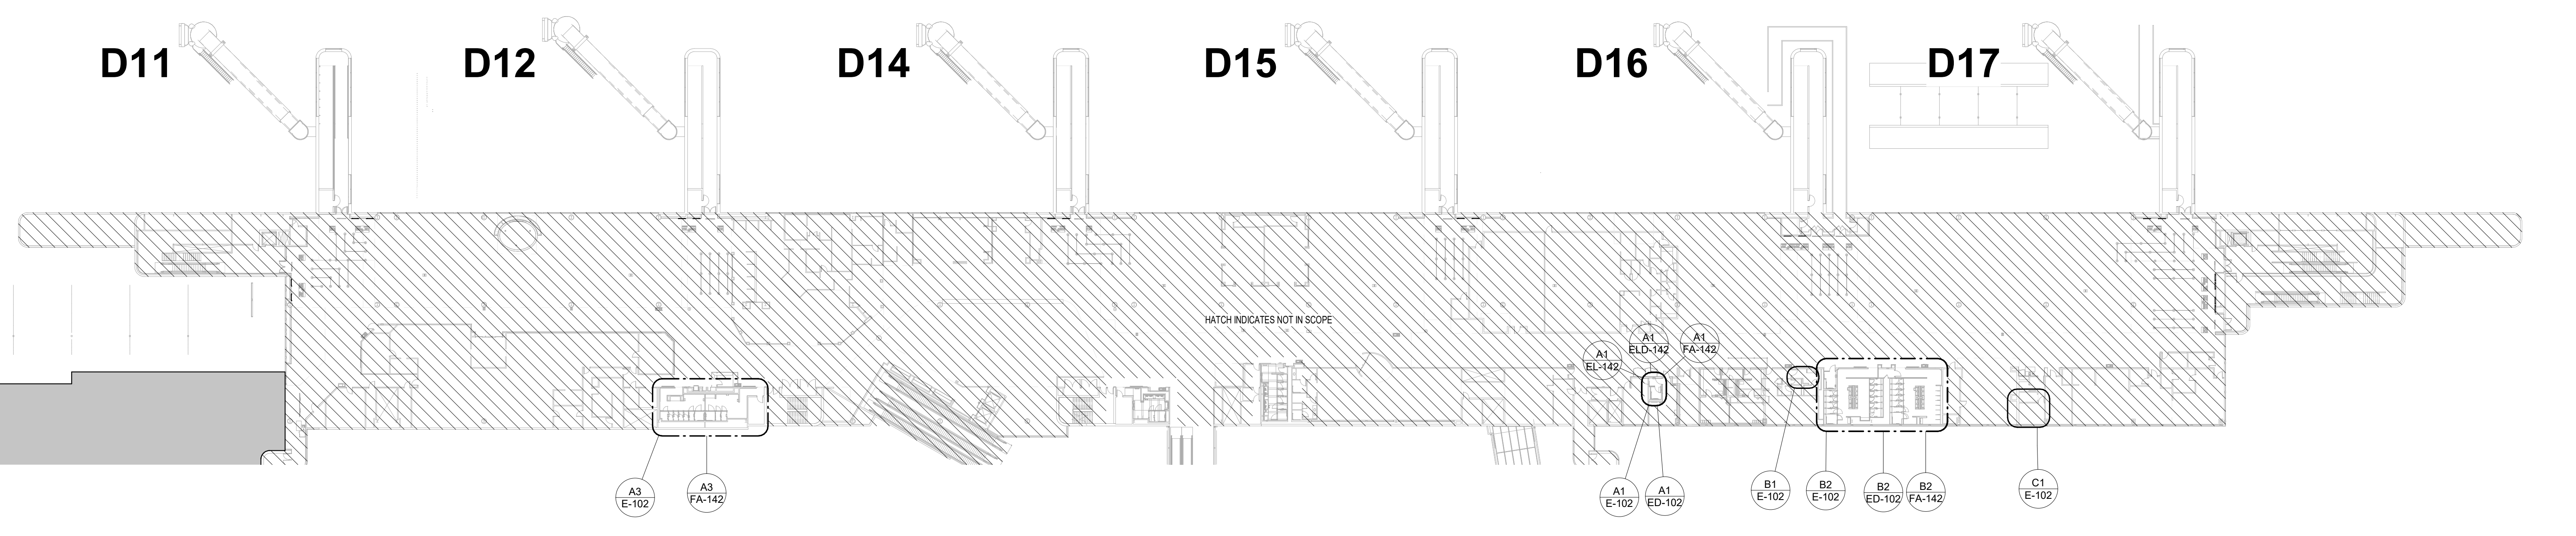 D11
D12
D14
D15
D16
D17
HATCH INDICATES NOT IN SCOPE
A1
ELD-142
A1
FA-142
A1
EL-142
A3
E-102
A3
FA-142
A1
E-102
A1
ED-102
B1
E-102
B2
E-102
B2
ED-102
B2
FA-142
C1
E-102